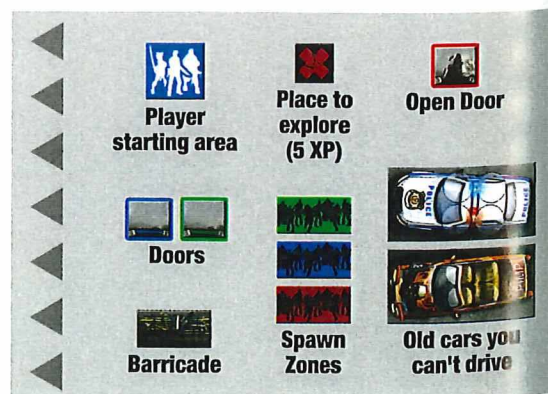 Player
starting area
Place to
explore
(5 XP)
Open Door
Doors
Barricade
Spawn
Zones
POLICE
POLICE
Old cars you
can't drive